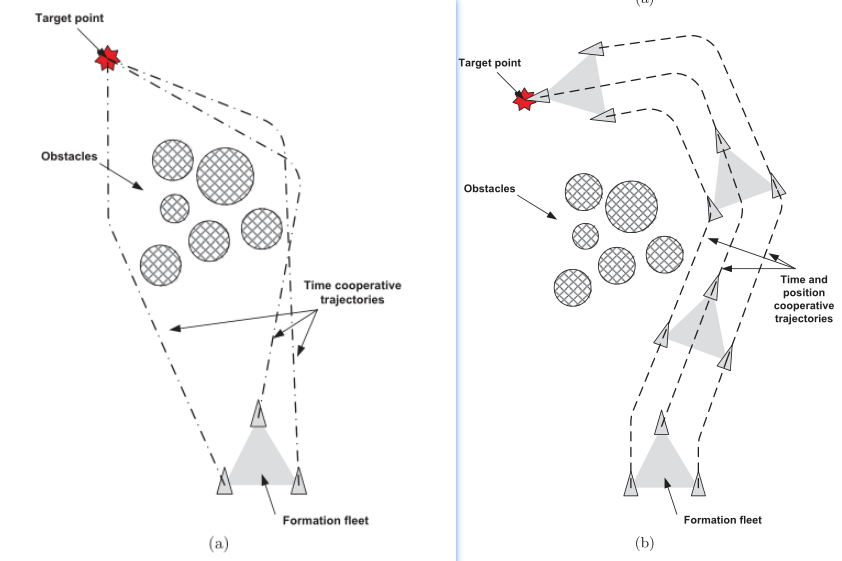 Target point
Obstacles
Time cooperative
trajectories
Formation fleet
(a)
(a)
Target point
Obstacles
Time and
position
cooperative
trajectories
Formation fleet
(b)